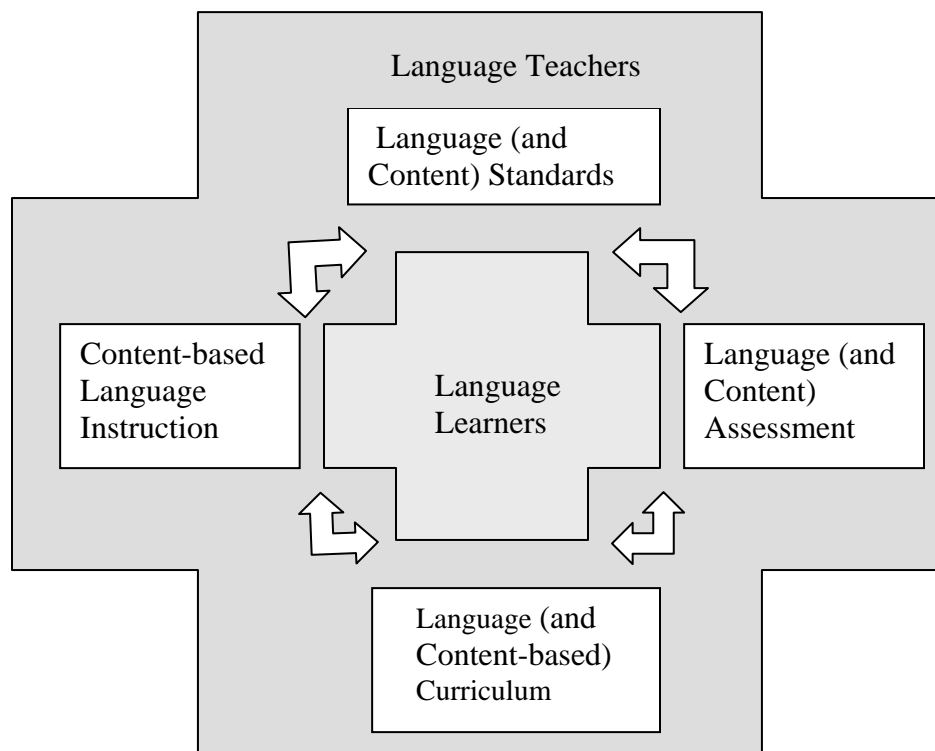 Language Teachers
Language (and
Content) Standards
Content-based
Language
Instruction
Language
Learners
Language (and
Content)
Assessment
Language (and
Content-based)
Curriculum